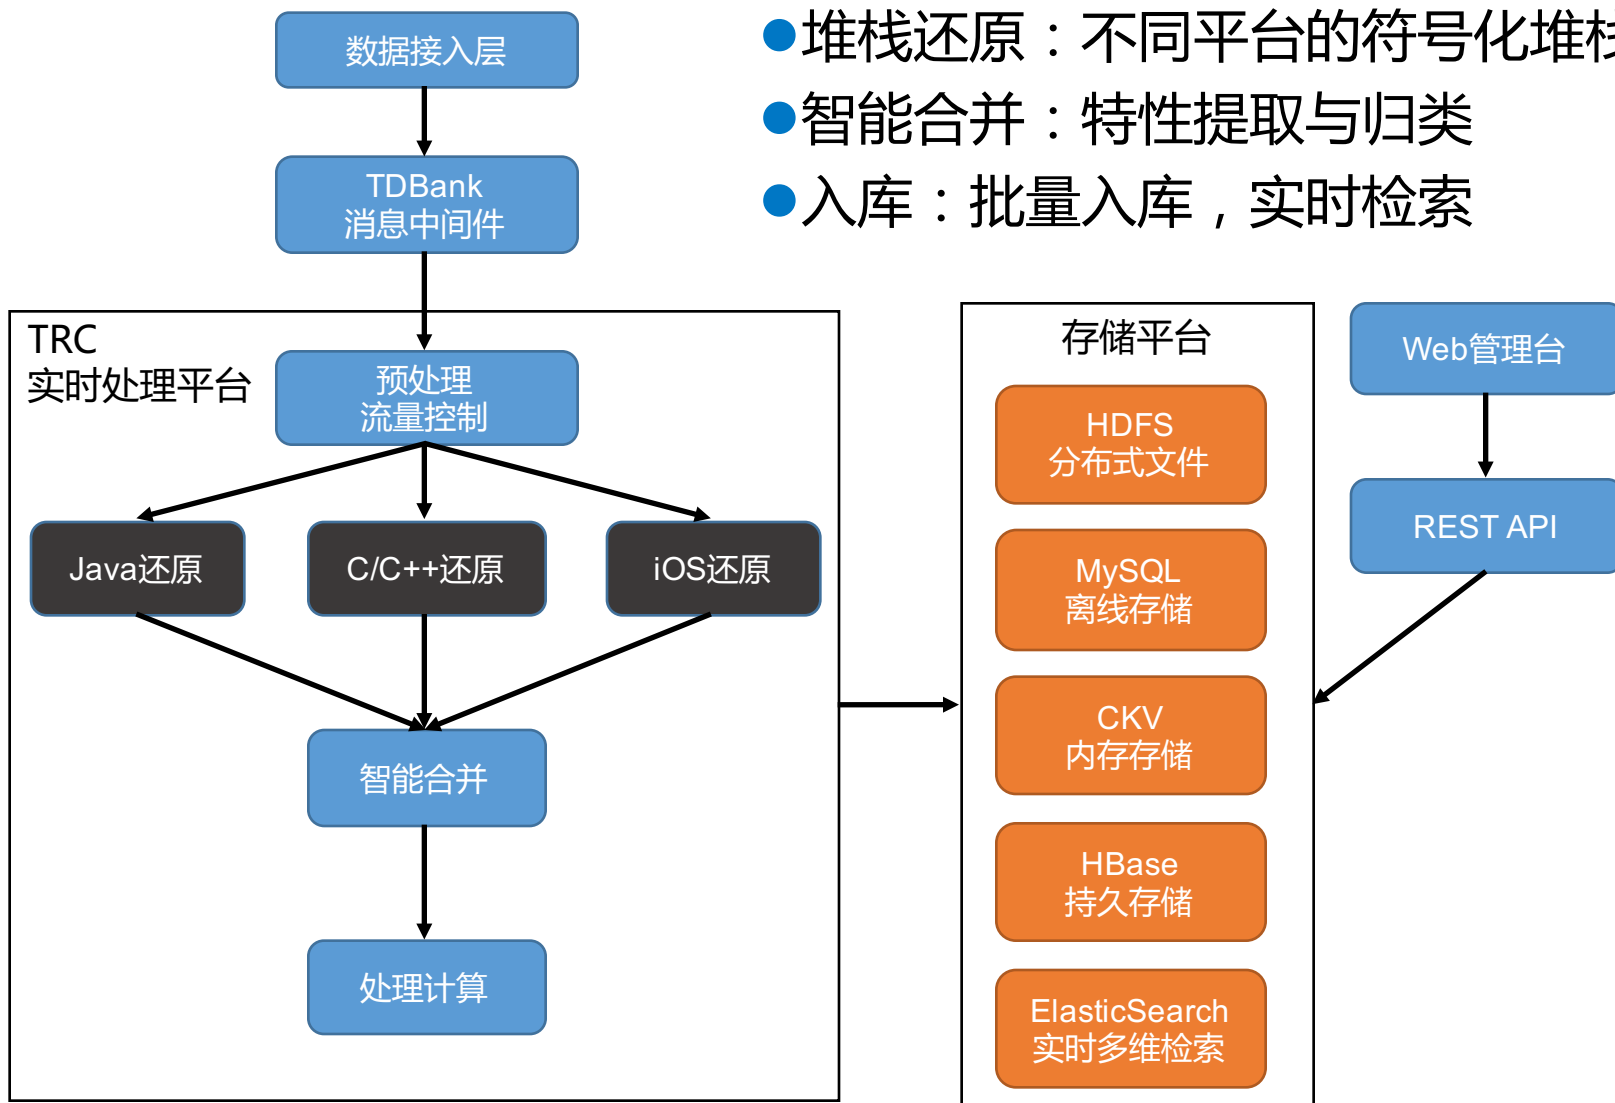 堆栈还原：不同平台的符号化堆栈
智能合并：特性提取与归类
入库：批量入库，实时检索
数据接入层
TDBank
消息中间件
TRC
实时处理平台
预处理
流量控制
Java还原
C/C++还原
iOS还原
智能合并
处理计算
存储平台
HDFS
分布式文件
MySQL
离线存储
CKV
内存存储
HBase
持久存储
ElasticSearch
实时多维检索
Web管理台
REST API